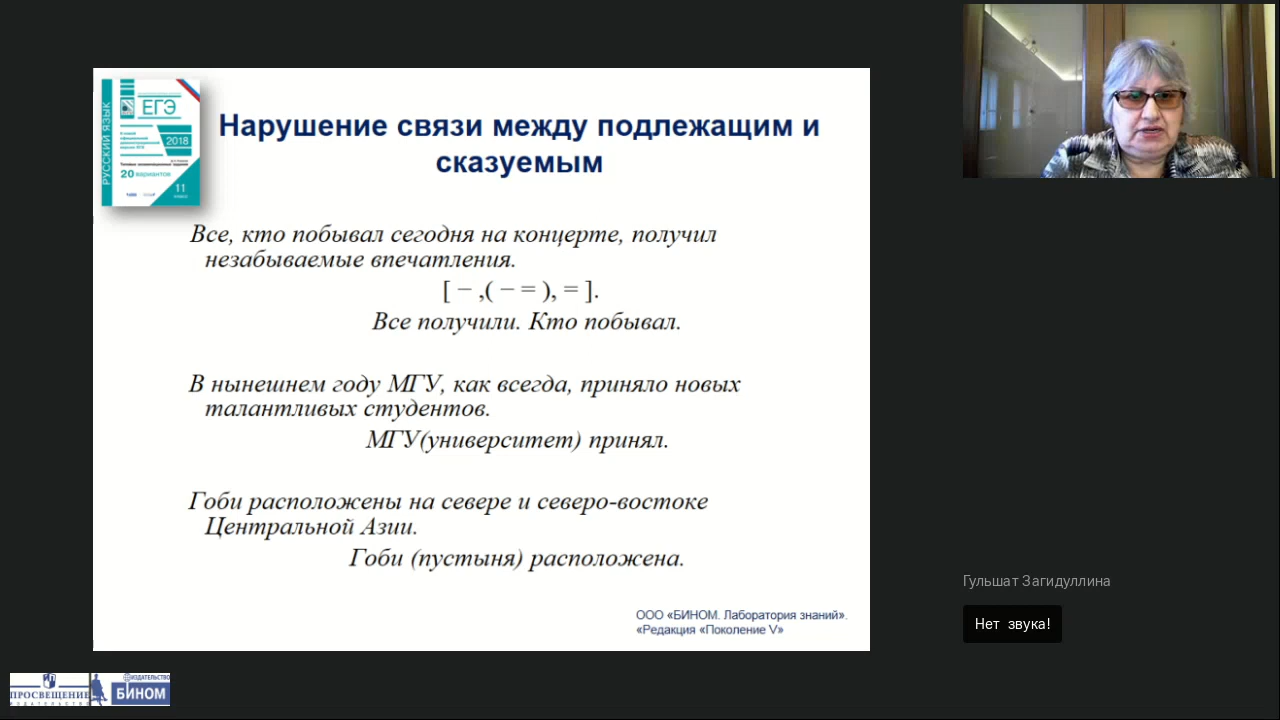 РУССКИЙ ЯЗЫК
ЕГЭ
2018
20 вариантов
11
Нарушение связи между подлежащим и
сказуемым
Все, кто побывал сегодня на концерте, получил
незабываемые впечатления.
[ − ,( − = ), = ].
Все получили. Кто побывал.
В нынешнем году МГУ, как всегда, приняло новых
талантливых студентов.
МГУ(университет) принял.
Гоби расположены на севере и северо-востоке
Центральной Азии.
Гоби (пустыня) расположена.
ООО «БИНОМ. Лаборатория знаний».
«Редакция «Поколение V»
Гульшат Загидуллина
Нет звука!
ПРОСВЕЩЕНИЕ
ИЗДАТЕЛЬСТВО
ИЗДАТЕЛЬСТВО
БИНОМ